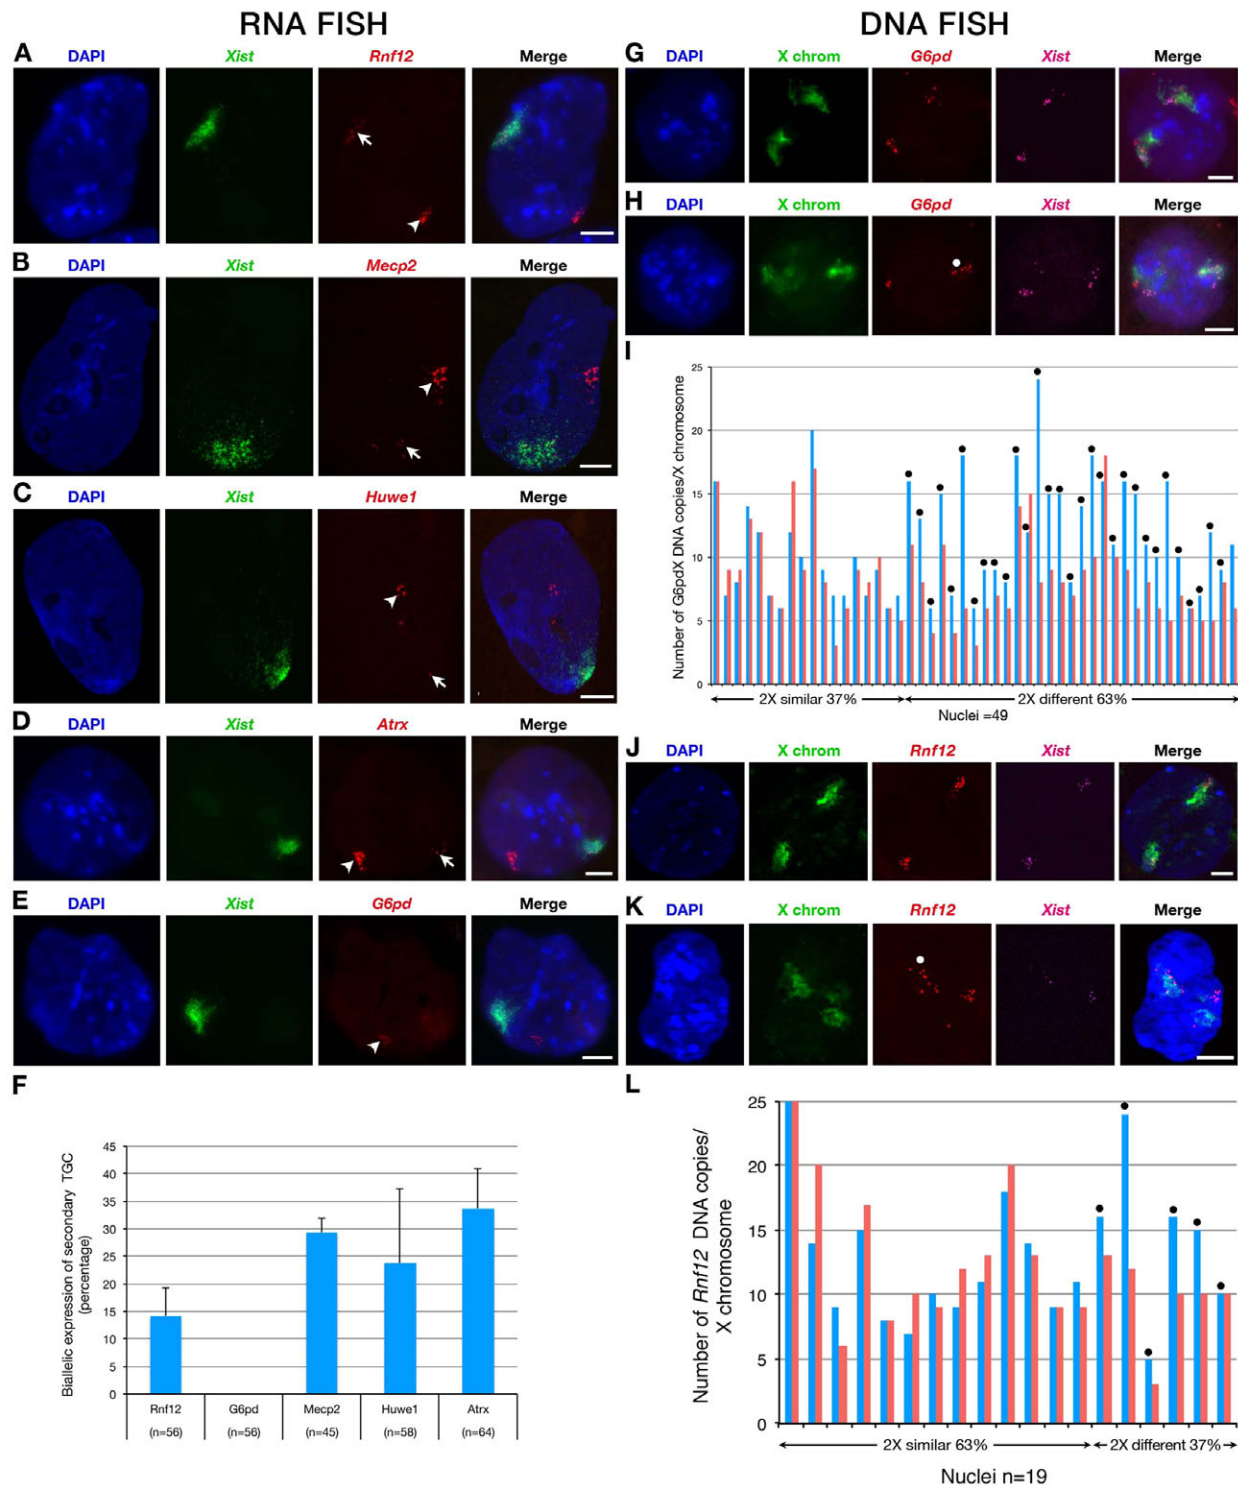 RNA FISH
A
DAPI Xist Rnf12 Merge
B
DAPI Xist Mecp2 Merge
C
DAPI Xist Huwe1 Merge
D
DAPI Xist Atrx Merge
E
DAPI Xist G6pd Merge
F
Biallelic expression of secondary TGC
(percentage)
45
40
35
30
25
20
15
10
5
0
Rnf12 G6pd Mecp2 Huwe1 Atrx
(n=56) (n=56) (n=45) (n=58) (n=64)
DNA FISH
G
DAPI X chrom G6pd Xist Merge
H
DAPI X chrom G6pd Xist Merge
I
Number of G6pdX DNA copies/X chromosome
25
20
15
10
5
0
2X similar 37% 2X different 63%
Nuclei =49
J
DAPI X chrom Rnf12 Xist Merge
K
DAPI X chrom Rnf12 Xist Merge
L
Number of Rnf12 DNA copies/
X chromosome
25
20
15
10
5
0
2X similar 63% 2X different 37%
Nuclei n=19